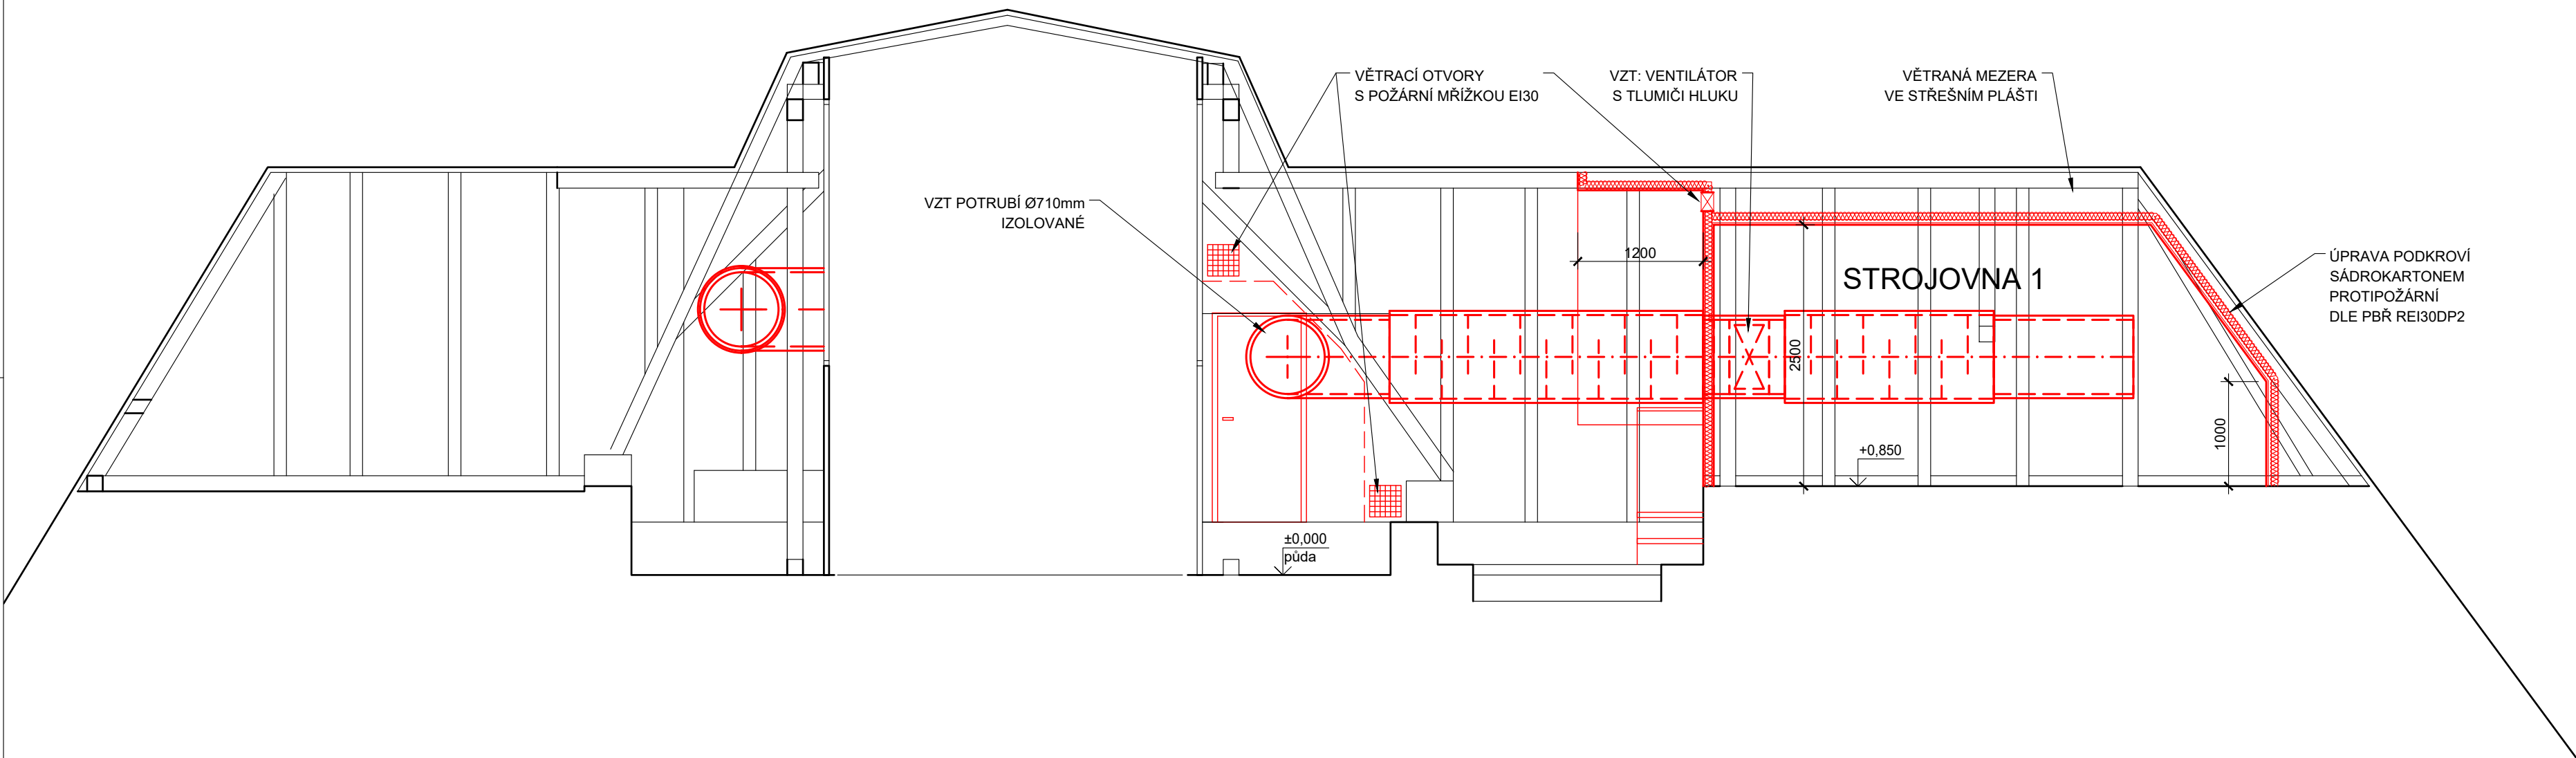 VĚTRACÍ OTVORY
S POŽÁRNÍ MŘÍŽKOU EI30
VZT: VENTILÁTOR
S TLUMIČI HLUKU
VĚTRANÁ MEZERA
VE STŘEŠNÍM PLÁŠTI
VZT POTRUBÍ Ø710mm
IZOLOVANÉ
1200
STROJOVNA 1
ÚPRAVA PODKROVÍ
SÁDROKARTONEM
PROTIPOŽÁRNÍ
DLE PBŘ REI30DP2
2500
1000
+0,850
±0,000
půda